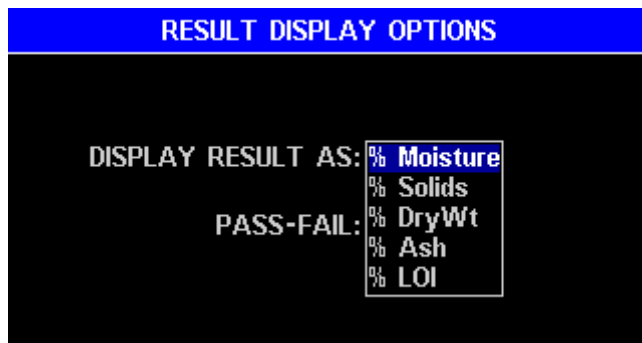 RESULT DISPLAY OPTIONS
DISPLAY RESULT AS: % Moisture
% Solids
PASS-FAIL: % DryWt
% Ash
% LOI